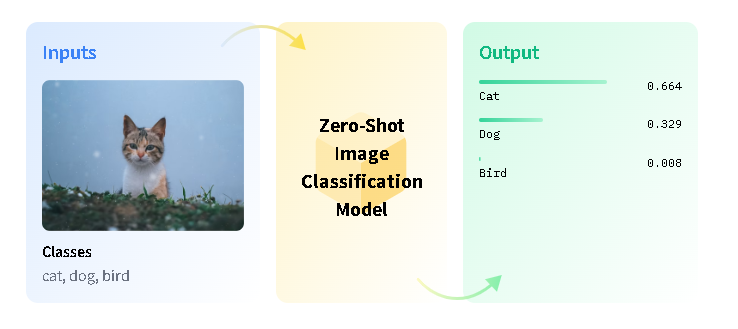 Inputs
Classes
cat, dog, bird
Zero-Shot
Image
Classification
Model
Output
Cat 0.664
Dog 0.329
Bird 0.008